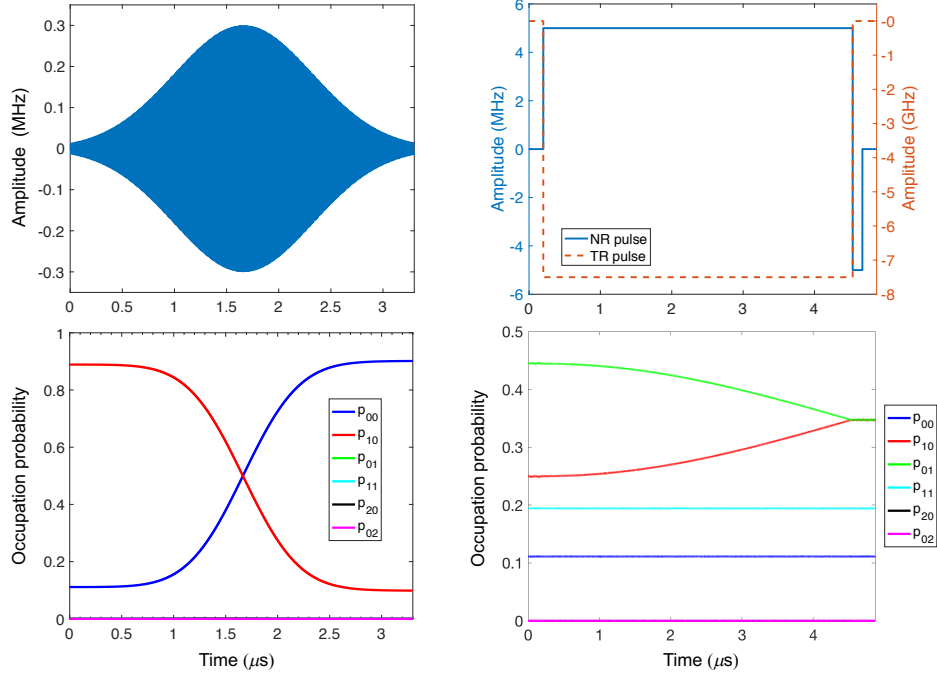 0.3
0.2
0.1
0
-0.1
-0.2
-0.3
Amplitude (MHz)
0 0.5 1 1.5 2 2.5 3
6
4
2
0
-2
-4
-6
Amplitude (MHz)
NR pulse
TR pulse
-0
-1
-2
-3
-4
-5
-6
-7
-8
Amplitude (GHz)
0 1 2 3 4
1
0.8
0.6
0.4
0.2
0
Occupation probability
p00
p10
p01
p11
p20
p02
0 0.5 1 1.5 2 2.5 3
Time (μs)
0.5
0.4
0.3
0.2
0.1
0
Occupation probability
0 1 2 3 4
Time (μs)
p00
p10
p01
p11
p20
p02